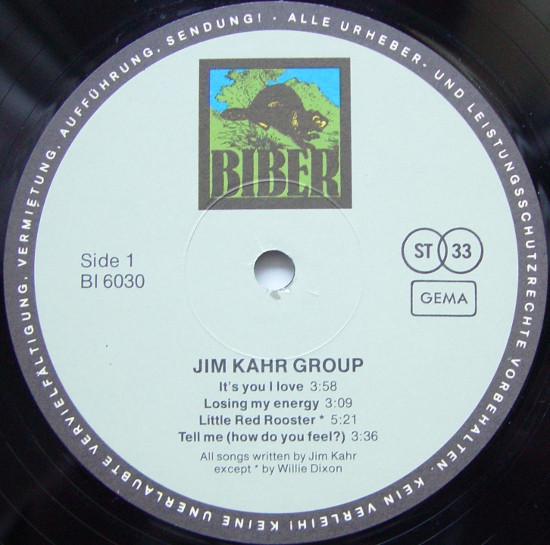 ALLE URHEBER- UND LEISTUNGSSCHUTZRECHTE VORBEHALTEN. KEIN VERLEIH! KEINE UNERLAUBTE VERVIELFÄLTIGUNG, VERMIETUNG, AUFFÜHRUNG, SENDUNG! ·
BIBER
Side 1
BI 6030
ST 33
GEMA
JIM KAHR GROUP
It's you I love 3:58
Losing my energy 3:09
Little Red Rooster * 5:21
Tell me (how do you feel?) 3:36
All songs written by Jim Kahr
except * by Willie Dixon